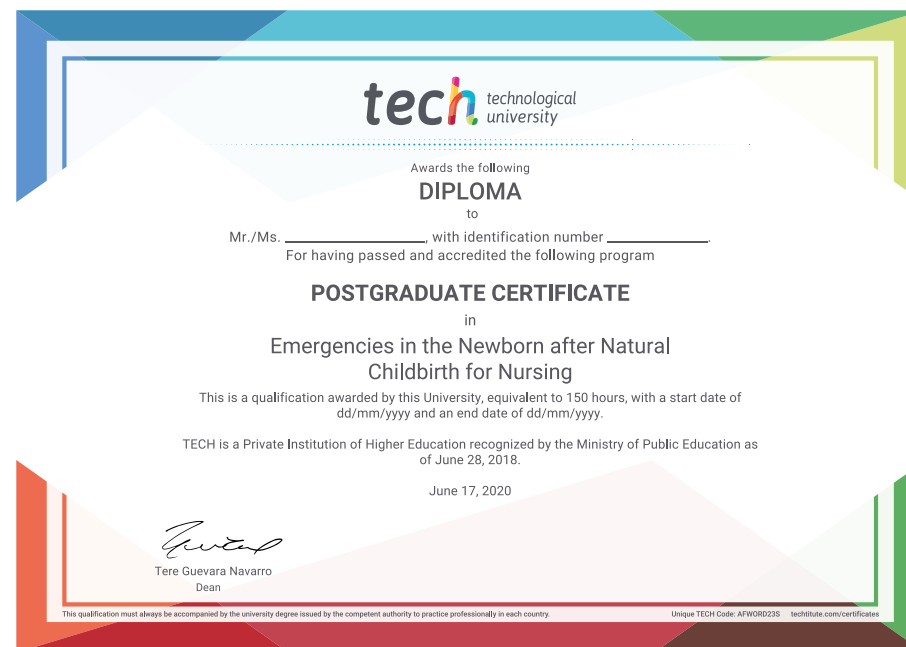 tech technological
university
Awards the following
DIPLOMA
to
Mr./Ms. ____________________, with identification number ______________.
For having passed and accredited the following program
POSTGRADUATE CERTIFICATE
in
Emergencies in the Newborn after Natural
Childbirth for Nursing
This is a qualification awarded by this University, equivalent to 150 hours, with a start date of
dd/mm/yyyy and an end date of dd/mm/yyyy.
TECH is a Private Institution of Higher Education recognized by the Ministry of Public Education as
of June 28, 2018.
June 17, 2020
Tere Guevara Navarro
Dean
This qualification must always be accompanied by the university degree issued by the competent authority to practice professionally in each country. Unique TECH Code: AFWORD23S techtitute.com/certificates